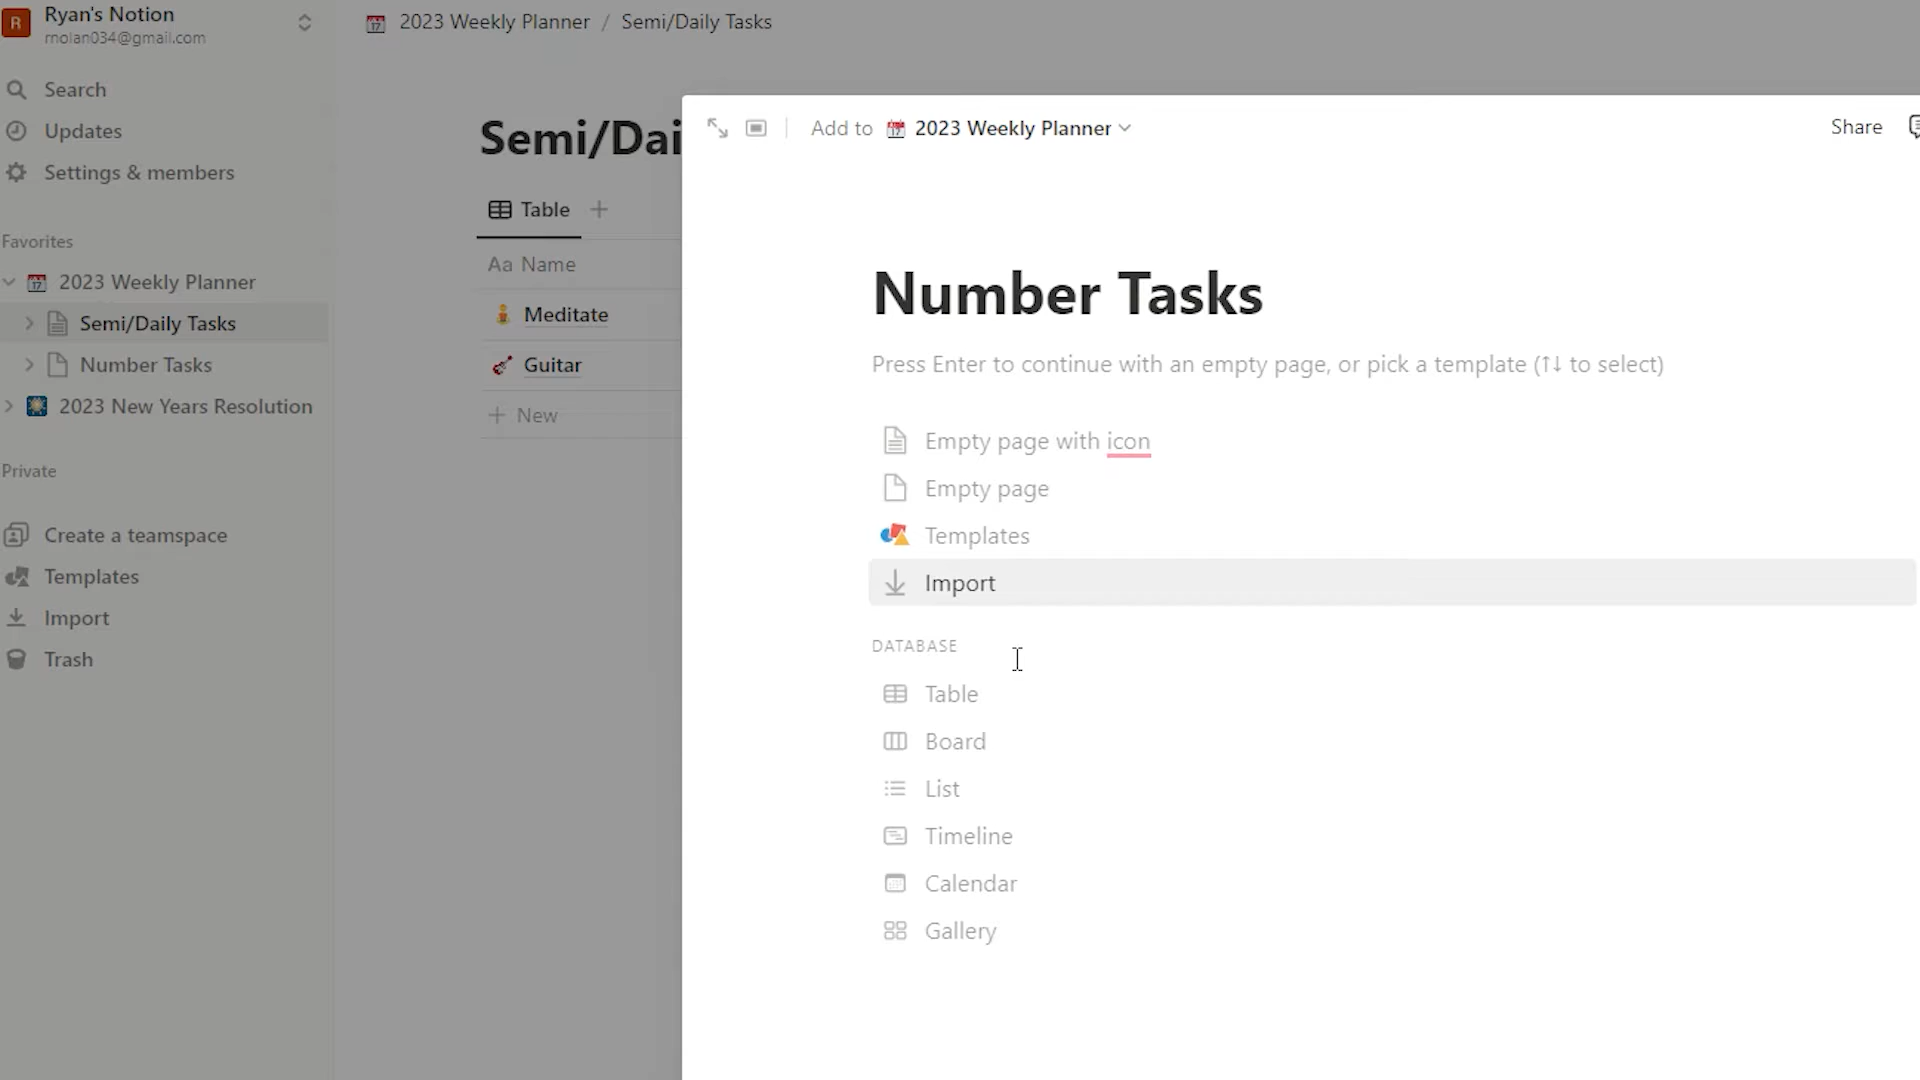 R
Ryan's Notion
rnolan034@gmail.com
Search
Updates
Settings & members
Favorites
17 2023 Weekly Planner
Semi/Daily Tasks
Number Tasks
2023 New Years Resolution
Private
Create a teamspace
Templates
Import
Trash
17 2023 Weekly Planner / Semi/Daily Tasks
Semi/Dai
Table +
Aa Name
Meditate
Guitar
+ New
Add to 17 2023 Weekly Planner
Share
Number Tasks
Press Enter to continue with an empty page, or pick a template (↑↓ to select)
Empty page with icon
Empty page
Templates
Import
DATABASE
Table
Board
List
Timeline
Calendar
Gallery